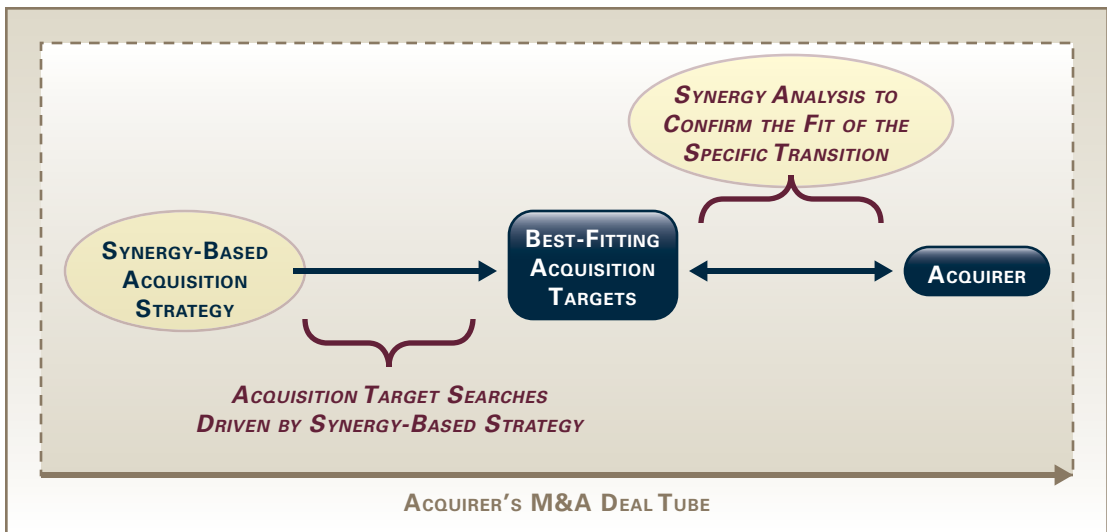 Synergy Analysis to
Confirm the Fit of the
Specific Transition
Synergy-Based
Acquisition
Strategy
Best-Fitting
Acquisition
Targets
Acquirer
Acquisition Target Searches
Driven by Synergy-Based Strategy
Acquirer's M&A Deal Tube